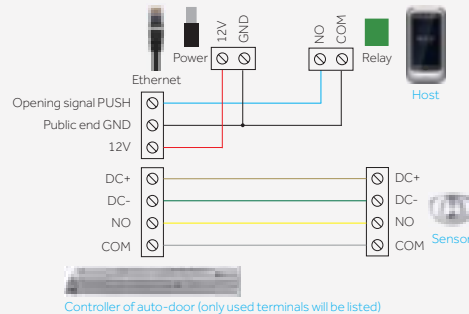 12V
GND
NO
COM
Power
Relay
Ethernet
Host
Opening signal PUSH
Public end GND
12V
DC+
DC-
NO
COM
DC+
DC-
NO
COM
Sensor
Controller of auto-door (only used terminals will be listed)